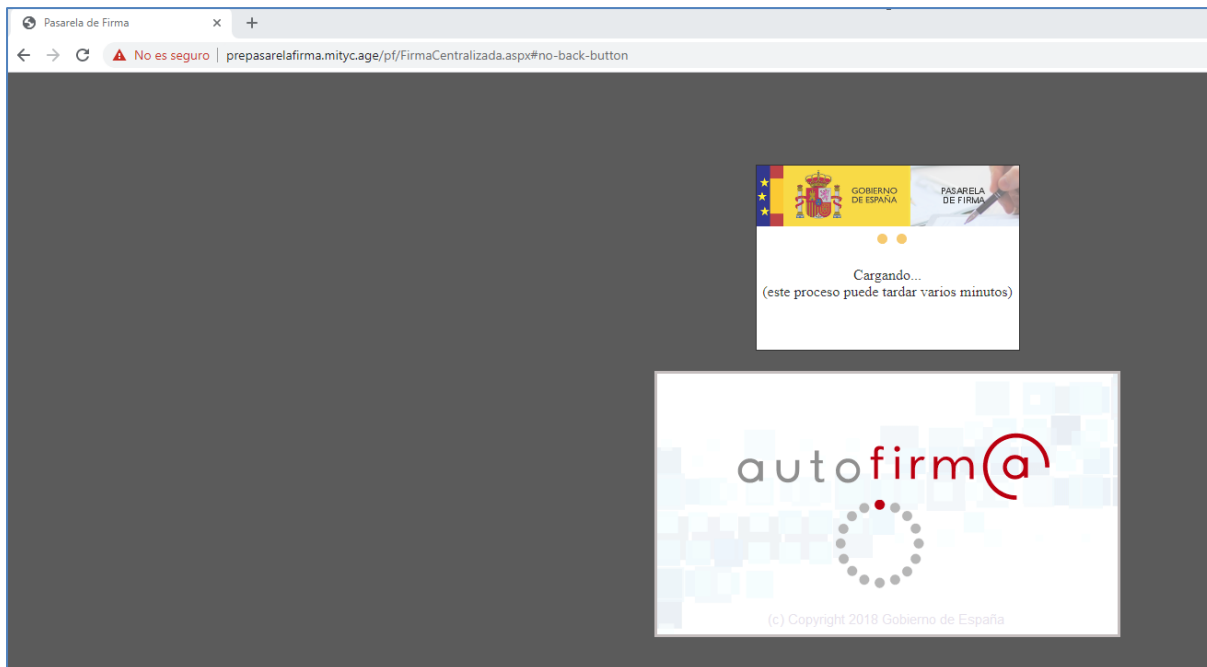 Pasarela de Firma
No es seguro
prepasarelafirma.mityc.age/pf/FirmaCentralizada.aspx#no-back-button
GOBIERNO
DE ESPAÑA
PASARELA
DE FIRMA
Cargando...
(este proceso puede tardar varios minutos)
autofirm@
(c) Copyright 2018 Gobierno de España